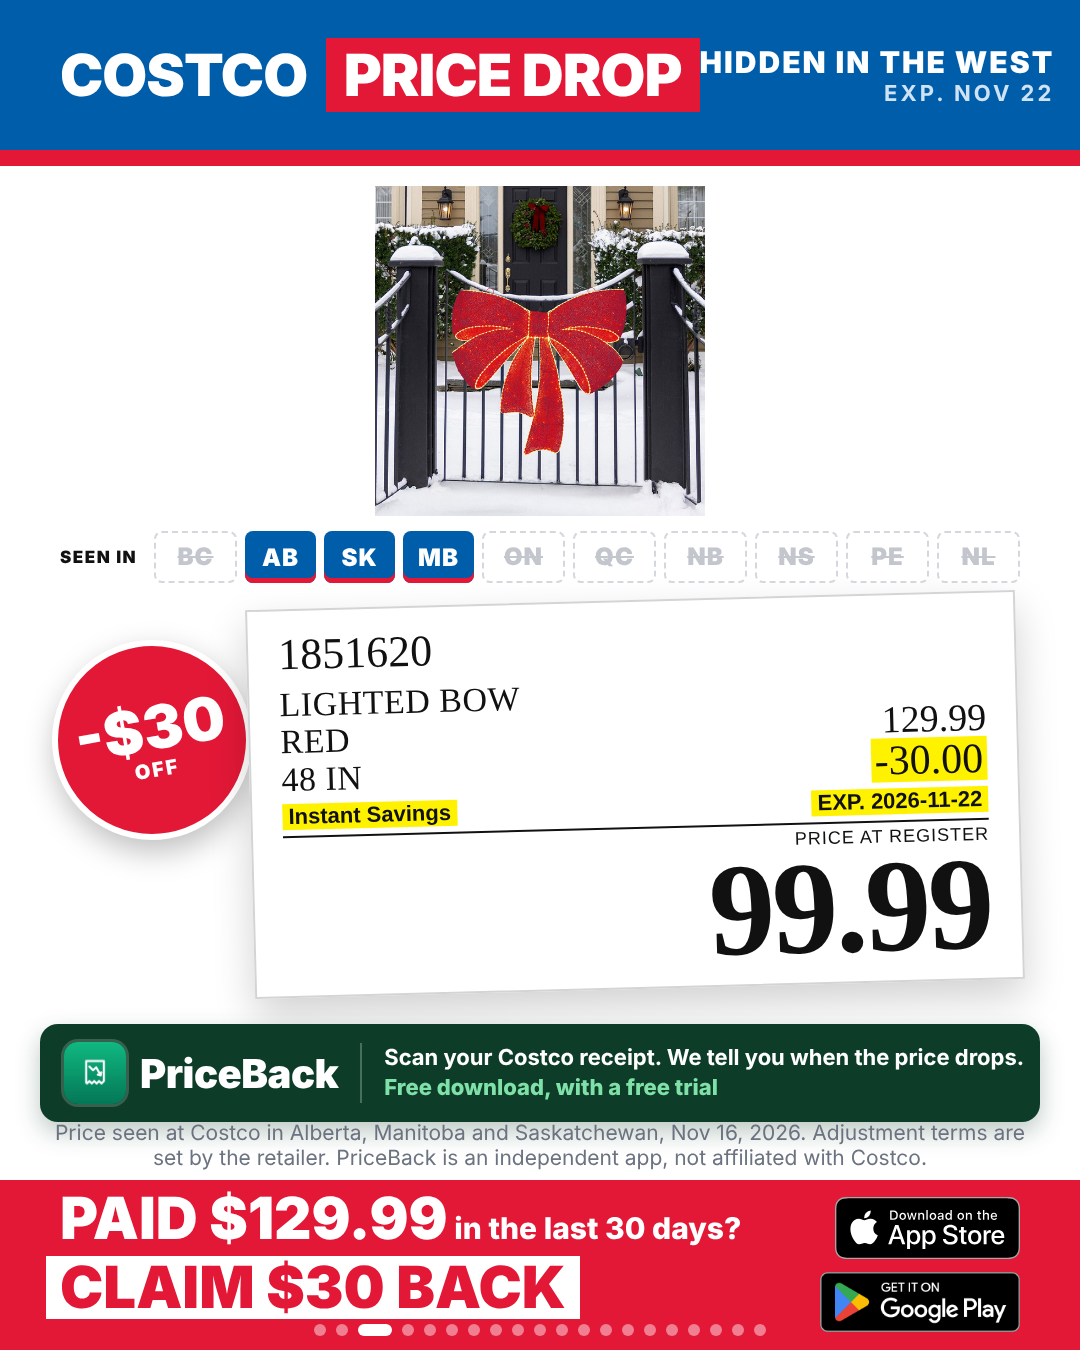 COSTCO PRICE DROP
HIDDEN IN THE WEST
EXP. NOV 22
SEEN IN BC AB SK MB ON QC NB NS PE NL
-$30
OFF
1851620
LIGHTED BOW
RED
48 IN
Instant Savings
129.99
-30.00
EXP. 2026-11-22
PRICE AT REGISTER
99.99
PriceBack
Scan your Costco receipt. We tell you when the price drops.
Free download, with a free trial
Price seen at Costco in Alberta, Manitoba and Saskatchewan, Nov 16, 2026. Adjustment terms are
set by the retailer. PriceBack is an independent app, not affiliated with Costco.
PAID $129.99 in the last 30 days?
CLAIM $30 BACK
Download on the
App Store
GET IT ON
Google Play